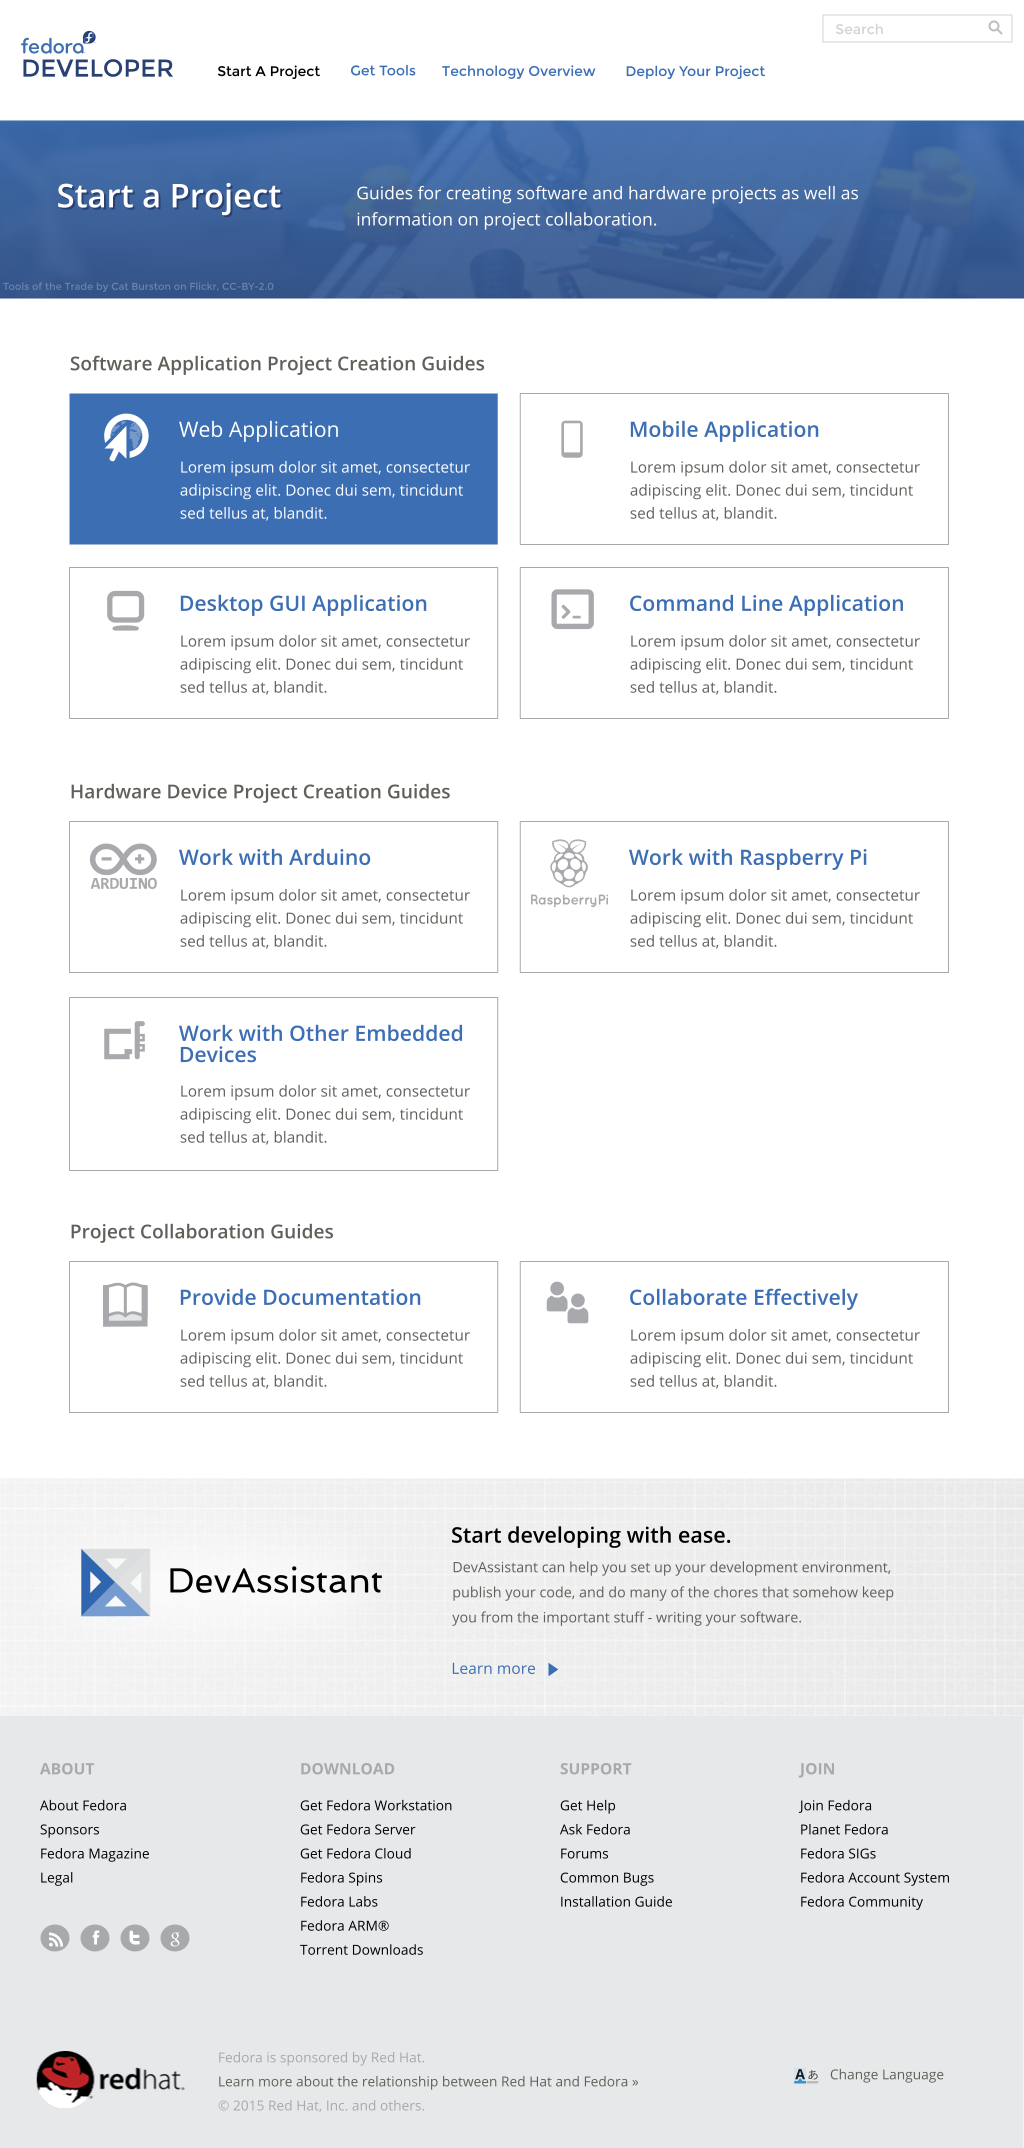 Search
fedora
DEVELOPER
Start A Project
Get Tools
Technology Overview
Deploy Your Project
Start a Project
Guides for creating software and hardware projects as well as
information on project collaboration.
Tools of the Trade by Cat Burston on Flickr, CC-BY-2.0
Software Application Project Creation Guides
Web Application
Lorem ipsum dolor sit amet, consectetur
adipiscing elit. Donec dui sem, tincidunt
sed tellus at, blandit.
Mobile Application
Lorem ipsum dolor sit amet, consectetur
adipiscing elit. Donec dui sem, tincidunt
sed tellus at, blandit.
Desktop GUI Application
Lorem ipsum dolor sit amet, consectetur
adipiscing elit. Donec dui sem, tincidunt
sed tellus at, blandit.
Command Line Application
Lorem ipsum dolor sit amet, consectetur
adipiscing elit. Donec dui sem, tincidunt
sed tellus at, blandit.
Hardware Device Project Creation Guides
ARDUINO
Work with Arduino
Lorem ipsum dolor sit amet, consectetur
adipiscing elit. Donec dui sem, tincidunt
sed tellus at, blandit.
RaspberryPi
Work with Raspberry Pi
Lorem ipsum dolor sit amet, consectetur
adipiscing elit. Donec dui sem, tincidunt
sed tellus at, blandit.
Work with Other Embedded
Devices
Lorem ipsum dolor sit amet, consectetur
adipiscing elit. Donec dui sem, tincidunt
sed tellus at, blandit.
Project Collaboration Guides
Provide Documentation
Lorem ipsum dolor sit amet, consectetur
adipiscing elit. Donec dui sem, tincidunt
sed tellus at, blandit.
Collaborate Effectively
Lorem ipsum dolor sit amet, consectetur
adipiscing elit. Donec dui sem, tincidunt
sed tellus at, blandit.
DevAssistant
Start developing with ease.
DevAssistant can help you set up your development environment,
publish your code, and do many of the chores that somehow keep
you from the important stuff - writing your software.
Learn more
ABOUT
About Fedora
Sponsors
Fedora Magazine
Legal
DOWNLOAD
Get Fedora Workstation
Get Fedora Server
Get Fedora Cloud
Fedora Spins
Fedora Labs
Fedora ARM®
Torrent Downloads
SUPPORT
Get Help
Ask Fedora
Forums
Common Bugs
Installation Guide
JOIN
Join Fedora
Planet Fedora
Fedora SIGs
Fedora Account System
Fedora Community
redhat.
Fedora is sponsored by Red Hat.
Learn more about the relationship between Red Hat and Fedora »
© 2015 Red Hat, Inc. and others.
A あ Change Language